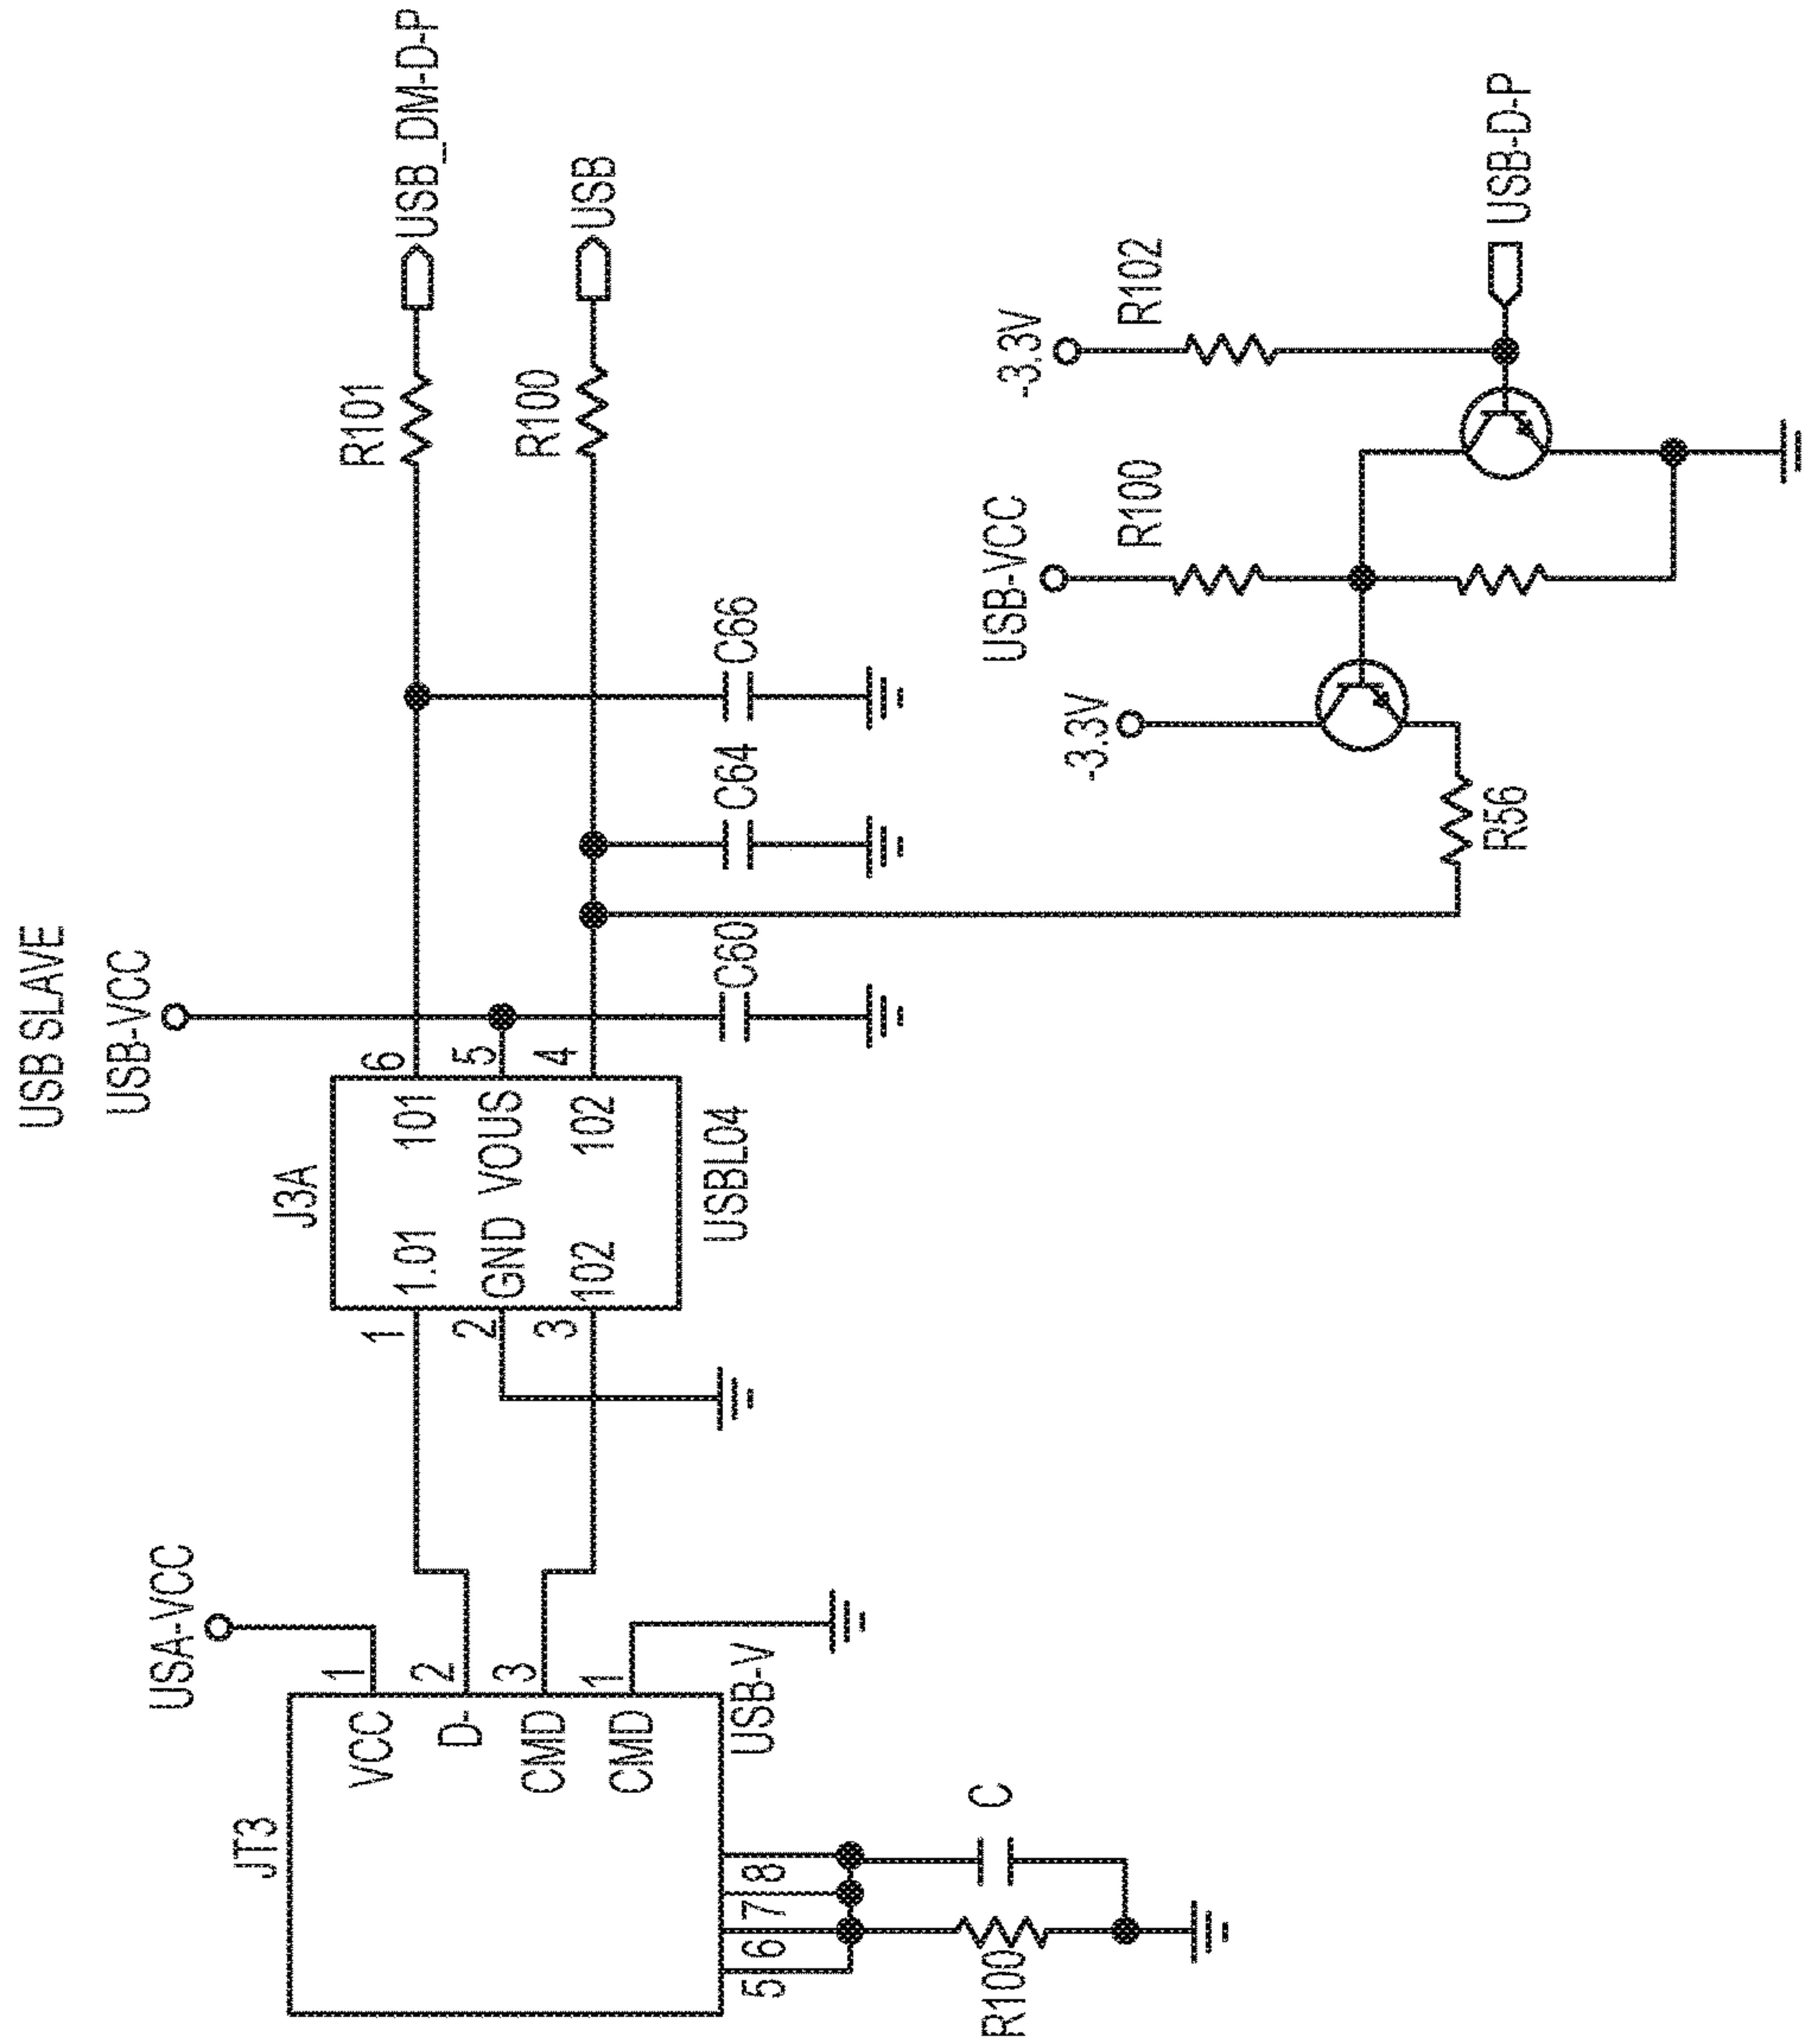 USB SLAVE
USB-VCC
USA-VCC
JT3
VCC
1
D-
2
CMD
3
CMD
1
USB-V
5
6
7
8
R100
C
J3A
1
1.01
101
6
2
GND
VOUS
5
3
102
102
4
USBL04
C60
C64
C66
R101
USB_DM-D-P
R100
USB
-3.3V
USB-VCC
R100
-3.3V
R102
R56
USB-D-P